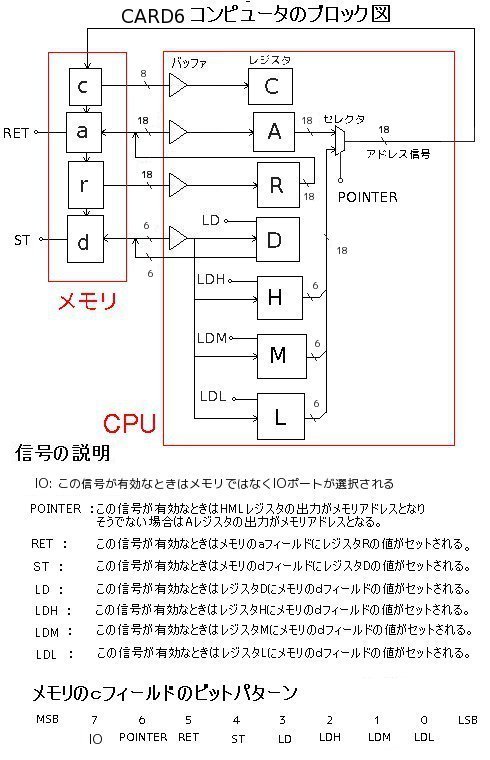 CARD6 コンピュータのブロック図
バッファ
レジスタ
c
8
C
セレクタ
RET
a
18
A
18
18
アドレス信号
r
18
R
18
POINTER
ST
d
6
6
LD
D
18
メモリ
LDH
H
6
LDM
M
6
LDL
L
6
CPU
信号の説明
IO: この信号が有効なときはメモリではなくIOポートが選択される
POINTER :この信号が有効なときはHMLレジスタの出力がメモリアドレスとなり
そうでない場合はAレジスタの出力がメモリアドレスとなる。
RET : この信号が有効なときはメモリのaフィールドにレジスタRの値がセットされる。
ST : この信号が有効なときはメモリのdフィールドにレジスタDの値がセットされる。
LD : この信号が有効なときはレジスタDにメモリのdフィールドの値がセットされる。
LDH : この信号が有効なときはレジスタHにメモリのdフィールドの値がセットされる。
LDM : この信号が有効なときはレジスタMにメモリのdフィールドの値がセットされる。
LDL : この信号が有効なときはレジスタLにメモリのdフィールドの値がセットされる。
メモリのcフィールドのビットパターン
MSB 7 6 5 4 3 2 1 0 LSB
IO POINTER RET ST LD LDH LDM LDL